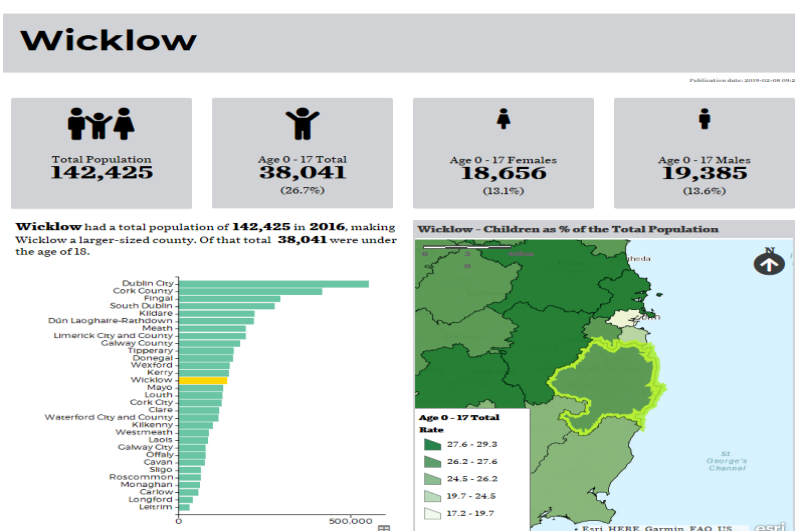 Wicklow
Publication date: 2019-02-08 09:2
Total Population
142,425
Age 0 - 17 Total
38,041
(26.7%)
Age 0 - 17 Females
18,656
(13.1%)
Age 0 - 17 Males
19,385
(13.6%)
Wicklow had a total population of 142,425 in 2016, making
Wicklow a larger-sized county. Of that total 38,041 were under
the age of 18.
Dublin City
Cork County
Fingal
South Dublin
Kildare
Dún Laoghaire-Rathdown
Meath
Limerick City and County
Galway County
Tipperary
Donegal
Wexford
Kerry
Wicklow
Mayo
Louth
Cork City
Clare
Waterford City and County
Kilkenny
Westmeath
Laois
Galway City
Offaly
Cavan
Sligo
Roscommon
Monaghan
Carlow
Longford
Leitrim
0
500,000
Wicklow - Children as % of the Total Population
N
gheda
Age 0 - 17 Total
Rate
27.6 - 29.3
26.2 - 27.6
24.5 - 26.2
19.7 - 24.5
17.2 - 19.7
St
George's
Channel
Esri, HERE, Garmin, FAO, US
esri